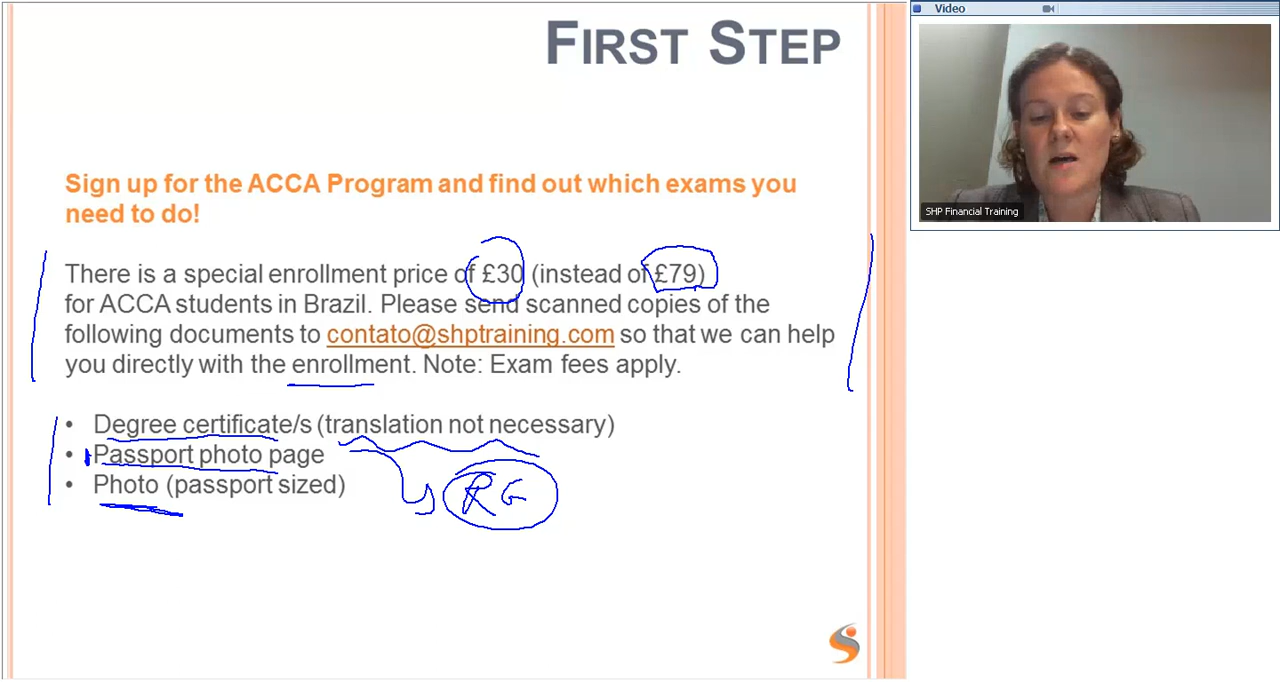 FIRST STEP
Sign up for the ACCA Program and find out which exams you
need to do!
There is a special enrollment price of £30 (instead of £79)
for ACCA students in Brazil. Please send scanned copies of the
following documents to contato@shptraining.com so that we can help
you directly with the enrollment. Note: Exam fees apply.
• Degree certificate/s (translation not necessary)
• Passport photo page
• Photo (passport sized)
RG
Video
SHP Financial Training